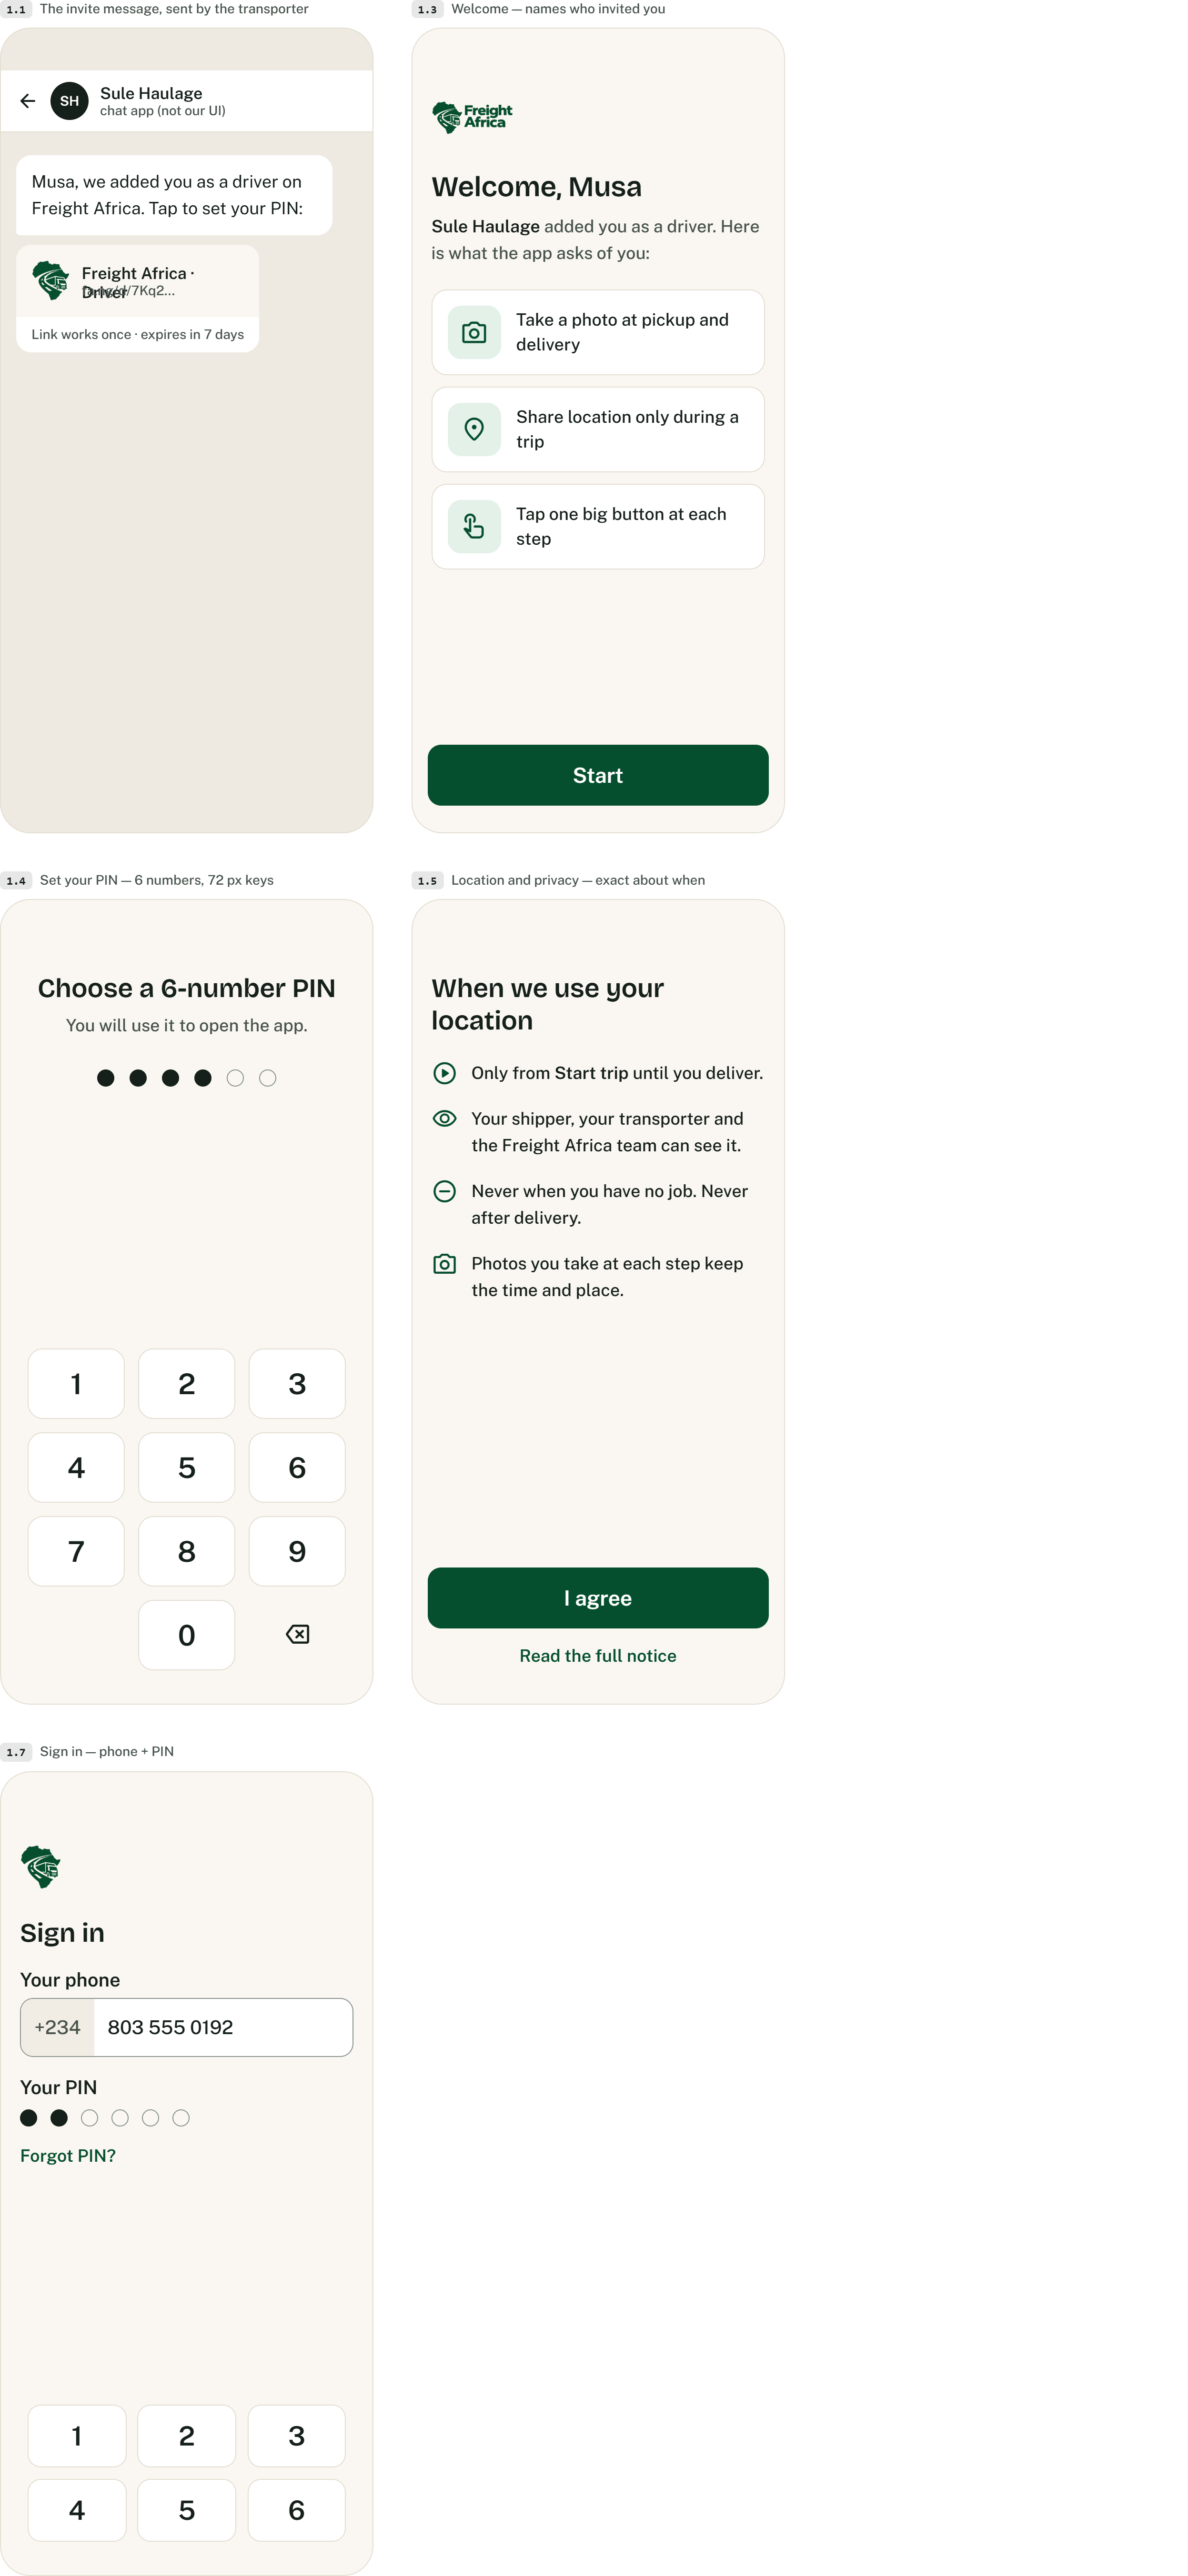 1.1 The invite message, sent by the transporter
SH
Sule Haulage
chat app (not our UI)
Musa, we added you as a driver on
Freight Africa. Tap to set your PIN:
Freight Africa ·
Driver
/d/7Kq2...
Link works once · expires in 7 days
1.3 Welcome — names who invited you
Freight
Africa
Welcome, Musa
Sule Haulage added you as a driver. Here
is what the app asks of you:
Take a photo at pickup and
delivery
Share location only during a
trip
Tap one big button at each
step
Start
1.4 Set your PIN — 6 numbers, 72 px keys
Choose a 6-number PIN
You will use it to open the app.
1 2 3
4 5 6
7 8 9
0
1.5 Location and privacy — exact about when
When we use your
location
Only from Start trip until you deliver.
Your shipper, your transporter and
the Freight Africa team can see it.
Never when you have no job. Never
after delivery.
Photos you take at each step keep
the time and place.
I agree
Read the full notice
1.7 Sign in — phone + PIN
Sign in
Your phone
+234 803 555 0192
Your PIN
Forgot PIN?
1 2 3
4 5 6